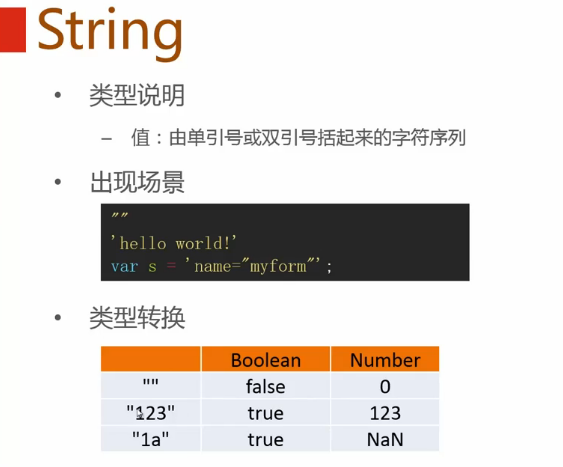 String
• 类型说明
– 值：由单引号或双引号括起来的字符序列
• 出现场景
""
'hello world!'
var s = 'name="myform"';
• 类型转换
Boolean Number
"" false 0
"123" true 123
"1a" true NaN